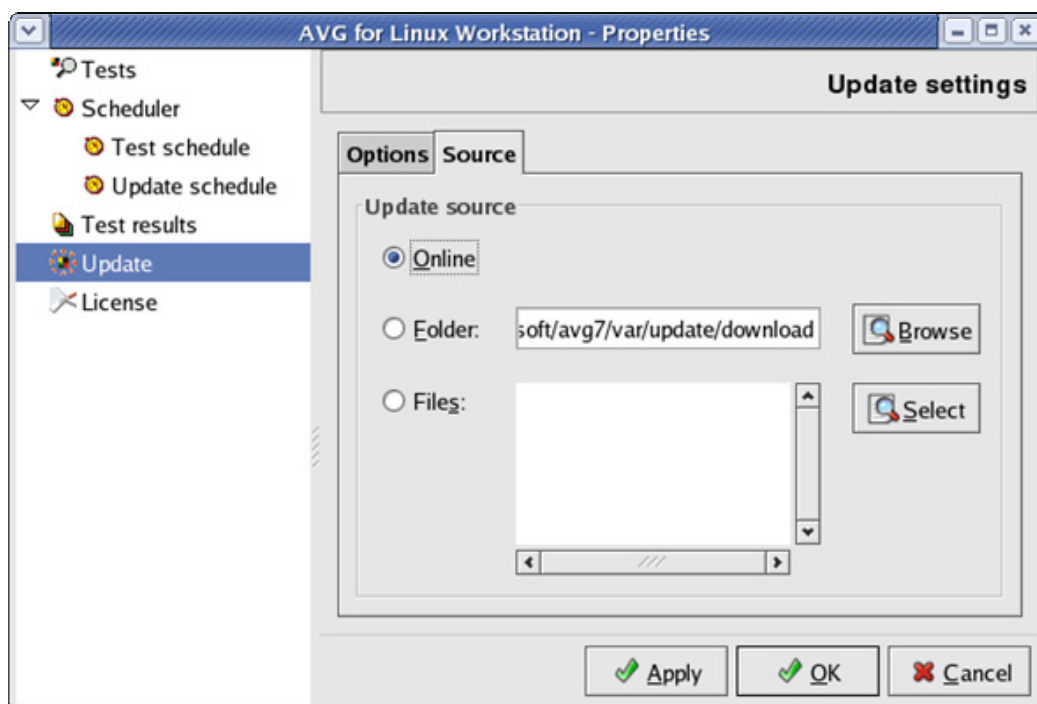 AVG for Linux Workstation - Properties
Tests
Scheduler
Test schedule
Update schedule
Test results
Update
License
Update settings
Options Source
Update source
Online
Folder: soft/avg7/var/update/download Browse
Files: Select
Apply OK Cancel